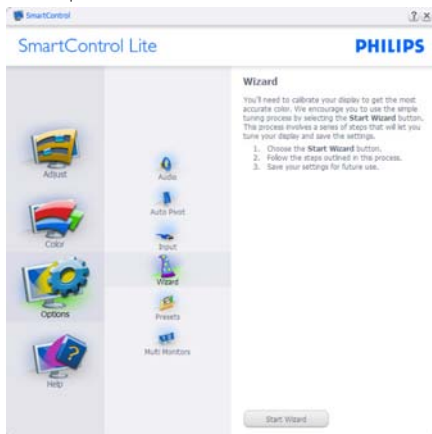 SmartControl
SmartControl Lite
PHILIPS
Adjust
Color
Options
Help
Audio
Auto Pivot
Input
Wizard
Presets
Multi Monitors
Wizard
You'll need to calibrate your display to get the most
accurate color. We encourage you to use the simple
tuning process by selecting the Start Wizard button.
This process involves a series of steps that will let you
tune your display and save the settings.
1. Choose the Start Wizard button.
2. Follow the steps outlined in this process.
3. Save your settings for future use.
Start Wizard